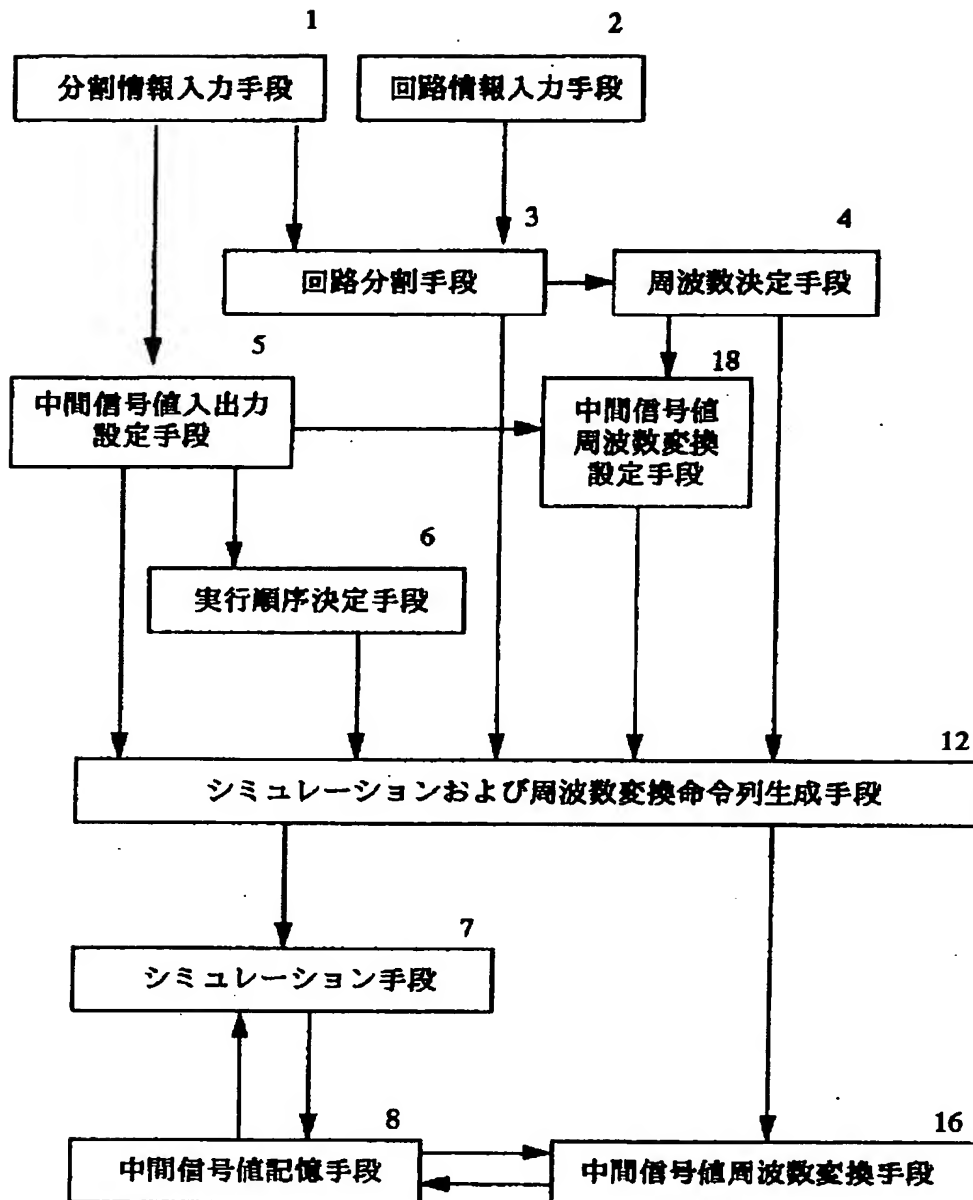 1
2
分割情報入力手段
回路情報入力手段
3
4
回路分割手段
周波数決定手段
5
18
中間信号値入出力
設定手段
中間信号値
周波数変換
設定手段
6
実行順序決定手段
12
シミュレーションおよび周波数変換命令列生成手段
7
シミュレーション手段
8
16
中間信号値記憶手段
中間信号値周波数変換手段